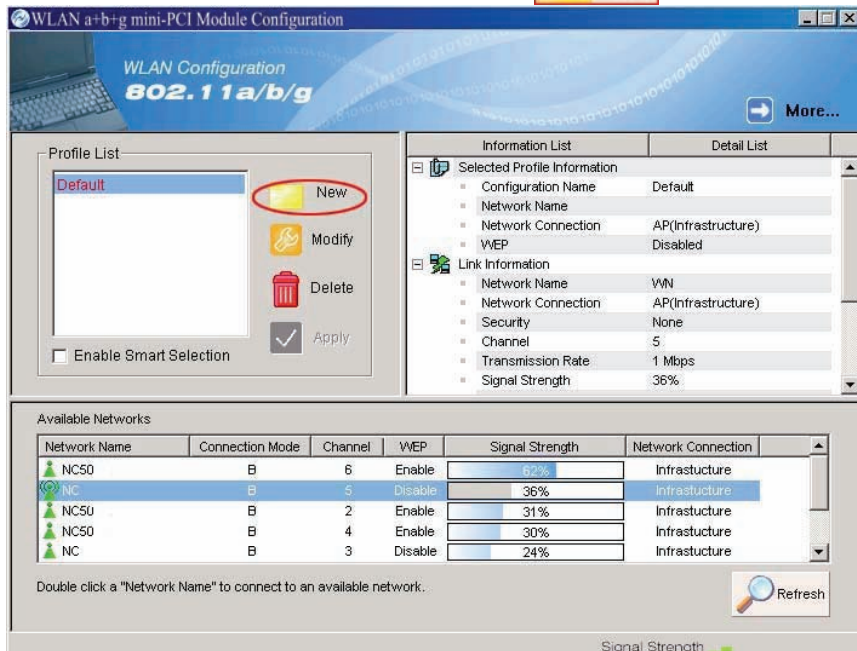 WLAN a+b+g mini-PCI Module Configuration
WLAN Configuration
802.11a/b/g
More...
Profile List
Default
New
Modify
Delete
Apply
Enable Smart Selection
Information List Detail List
Selected Profile Information
Configuration Name Default
Network Name
Network Connection AP(Infrastructure)
WEP Disabled
Link Information
Network Name WN
Network Connection AP(Infrastructure)
Security None
Channel 5
Transmission Rate 1 Mbps
Signal Strength 36%
Available Networks
Network Name Connection Mode Channel WEP Signal Strength Network Connection
NC50 B 6 Enable 62% Infrastucture
NC B 5 Disable 36% Infrastucture
NC50 B 2 Enable 31% Infrastucture
NC50 B 4 Enable 30% Infrastucture
NC B 3 Disable 24% Infrastucture
Double click a "Network Name" to connect to an available network.
Refresh
Signal Strength